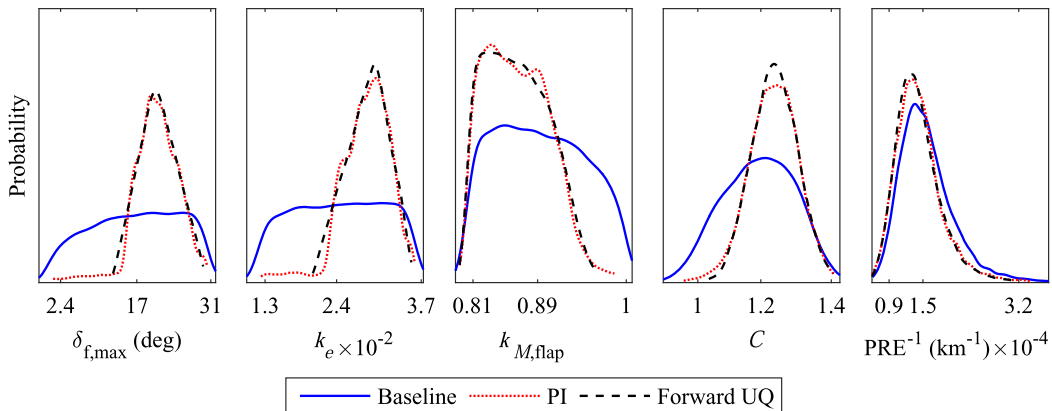 Probability
2.4 17 31
δf,max (deg)
1.3 2.4 3.7
ke×10-2
0.81 0.89 1
kM,flap
1 1.2 1.4
C
0.9 1.5 3.2
PRE-1 (km-1)×10-4
Baseline PI Forward UQ